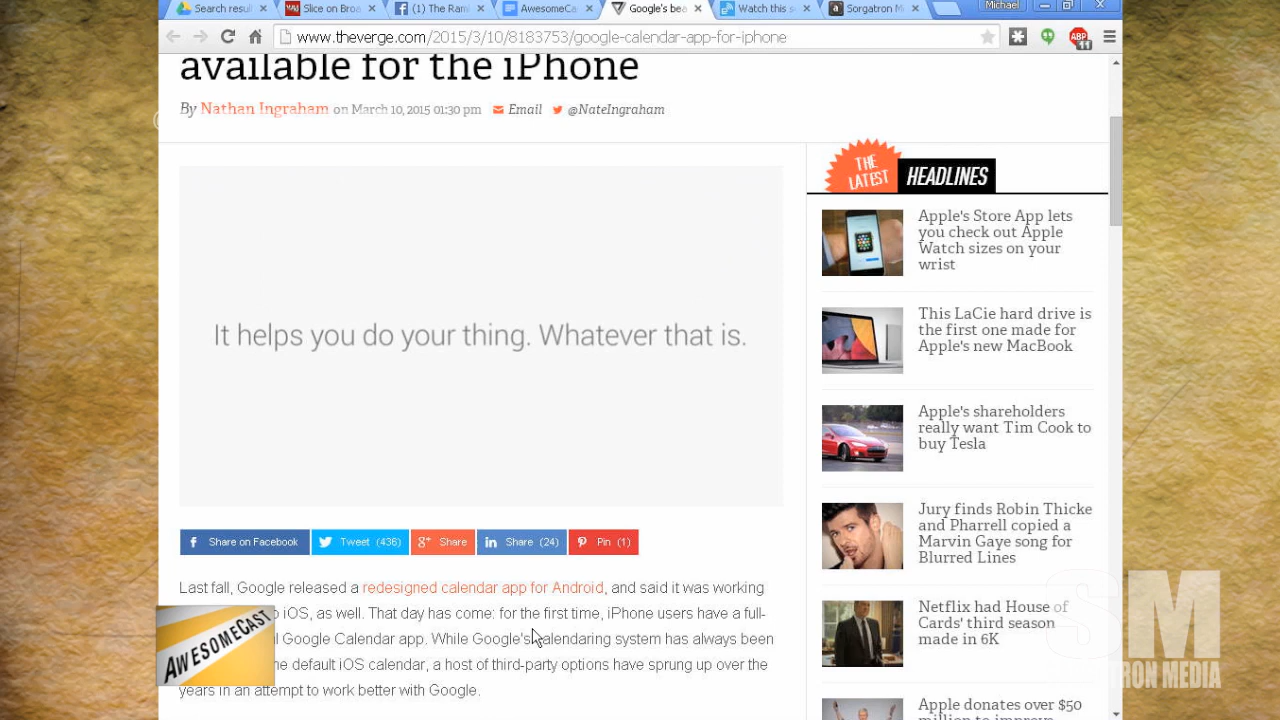 Search resul
Slice on Broa
(1) The Ram
AwesomeCa
Google's bea
Watch this se
Sorgatron M
Michael
www.theverge.com/2015/3/10/8183753/google-calendar-app-for-iphone
ABP
11
available for the iPhone
By Nathan Ingraham on March 10, 2015 01:30 pm Email @NateIngraham
THE LATEST HEADLINES
It helps you do your thing. Whatever that is.
Share on Facebook
Tweet (436)
Share
Share (24)
Pin (1)
Last fall, Google released a redesigned calendar app for Android, and said it was working
o iOS, as well. That day has come: for the first time, iPhone users have a full-
l Google Calendar app. While Google's calendaring system has always been
ne default iOS calendar, a host of third-party options have sprung up over the
years in an attempt to work better with Google.
AWESOMECAST
Apple's Store App lets
you check out Apple
Watch sizes on your
wrist
This LaCie hard drive is
the first one made for
Apple's new MacBook
Apple's shareholders
really want Tim Cook to
buy Tesla
Jury finds Robin Thicke
and Pharrell copied a
Marvin Gaye song for
Blurred Lines
Netflix had House of
Cards' third season
made in 6K
Apple donates over $50
million to improve
SM
TRON MEDIA